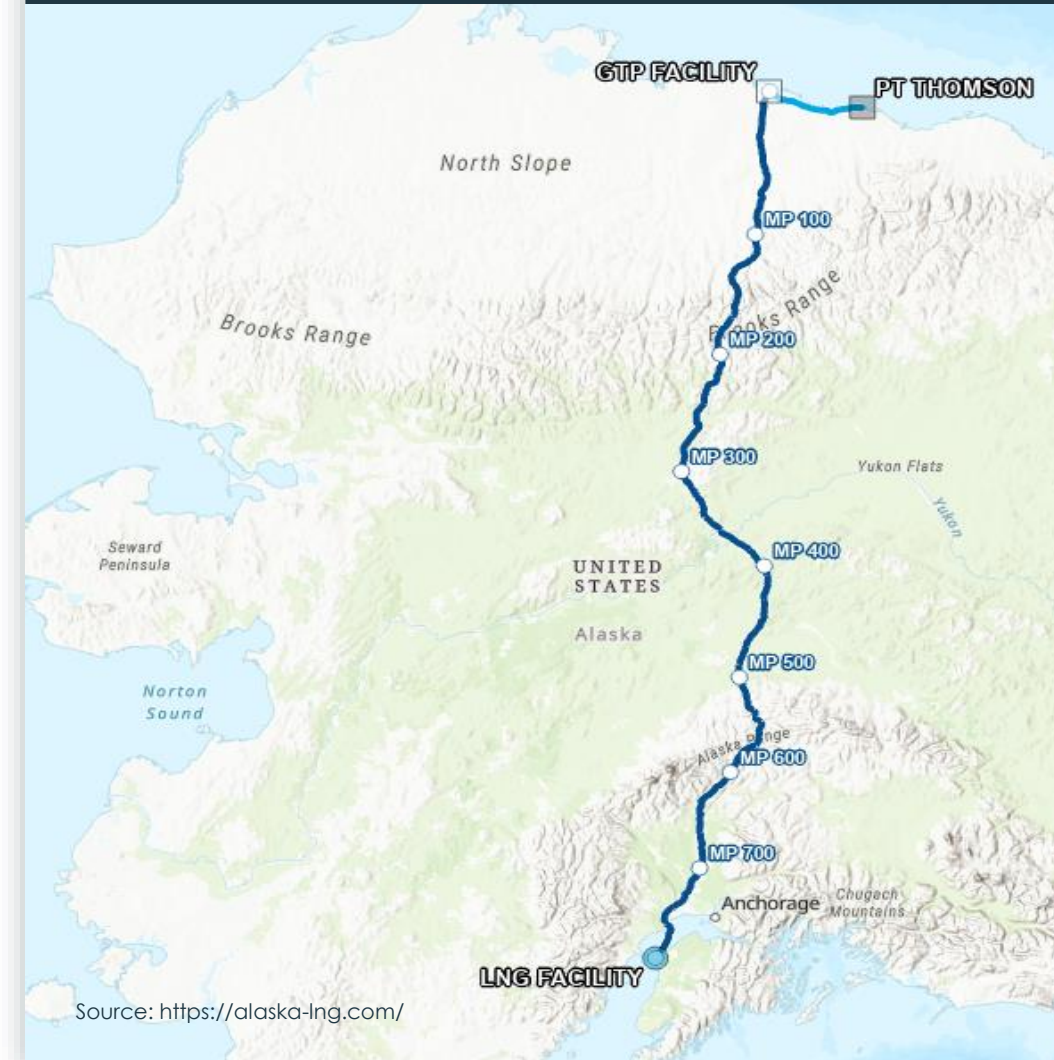 GTP FACILITY
PT THOMSON
North Slope
MP 100
Brooks Range
Brooks Range
MP 200
MP 300
Yukon Flats
Yukon
Seward
Peninsula
MP 400
UNITED
STATES
Alaska
MP 500
Norton
Sound
Alaska Range
MP 600
MP 700
Anchorage
Chugach
Mountains
LNG FACILITY
Source: https://alaska-lng.com/